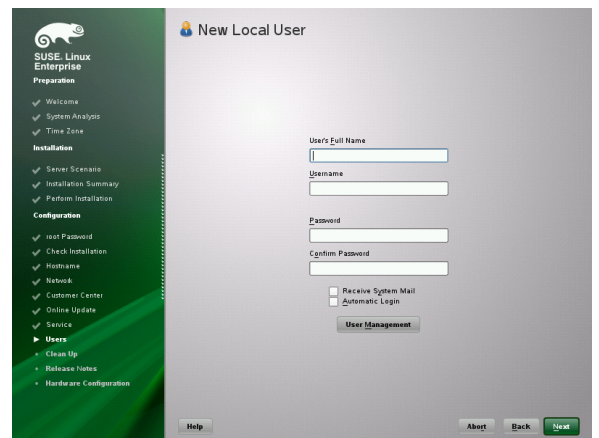 SUSE. Linux
Enterprise
Preparation
Welcome
System Analysis
Time Zone
Installation
Server Scenario
Installation Summary
Perform Installation
Configuration
root Password
Check Installation
Hostname
Network
Customer Center
Online Update
Service
Users
Clean Up
Release Notes
Hardware Configuration
New Local User
User's Full Name
Username
Password
Confirm Password
Receive System Mail
Automatic Login
User Management
Help
Abort
Back
Next